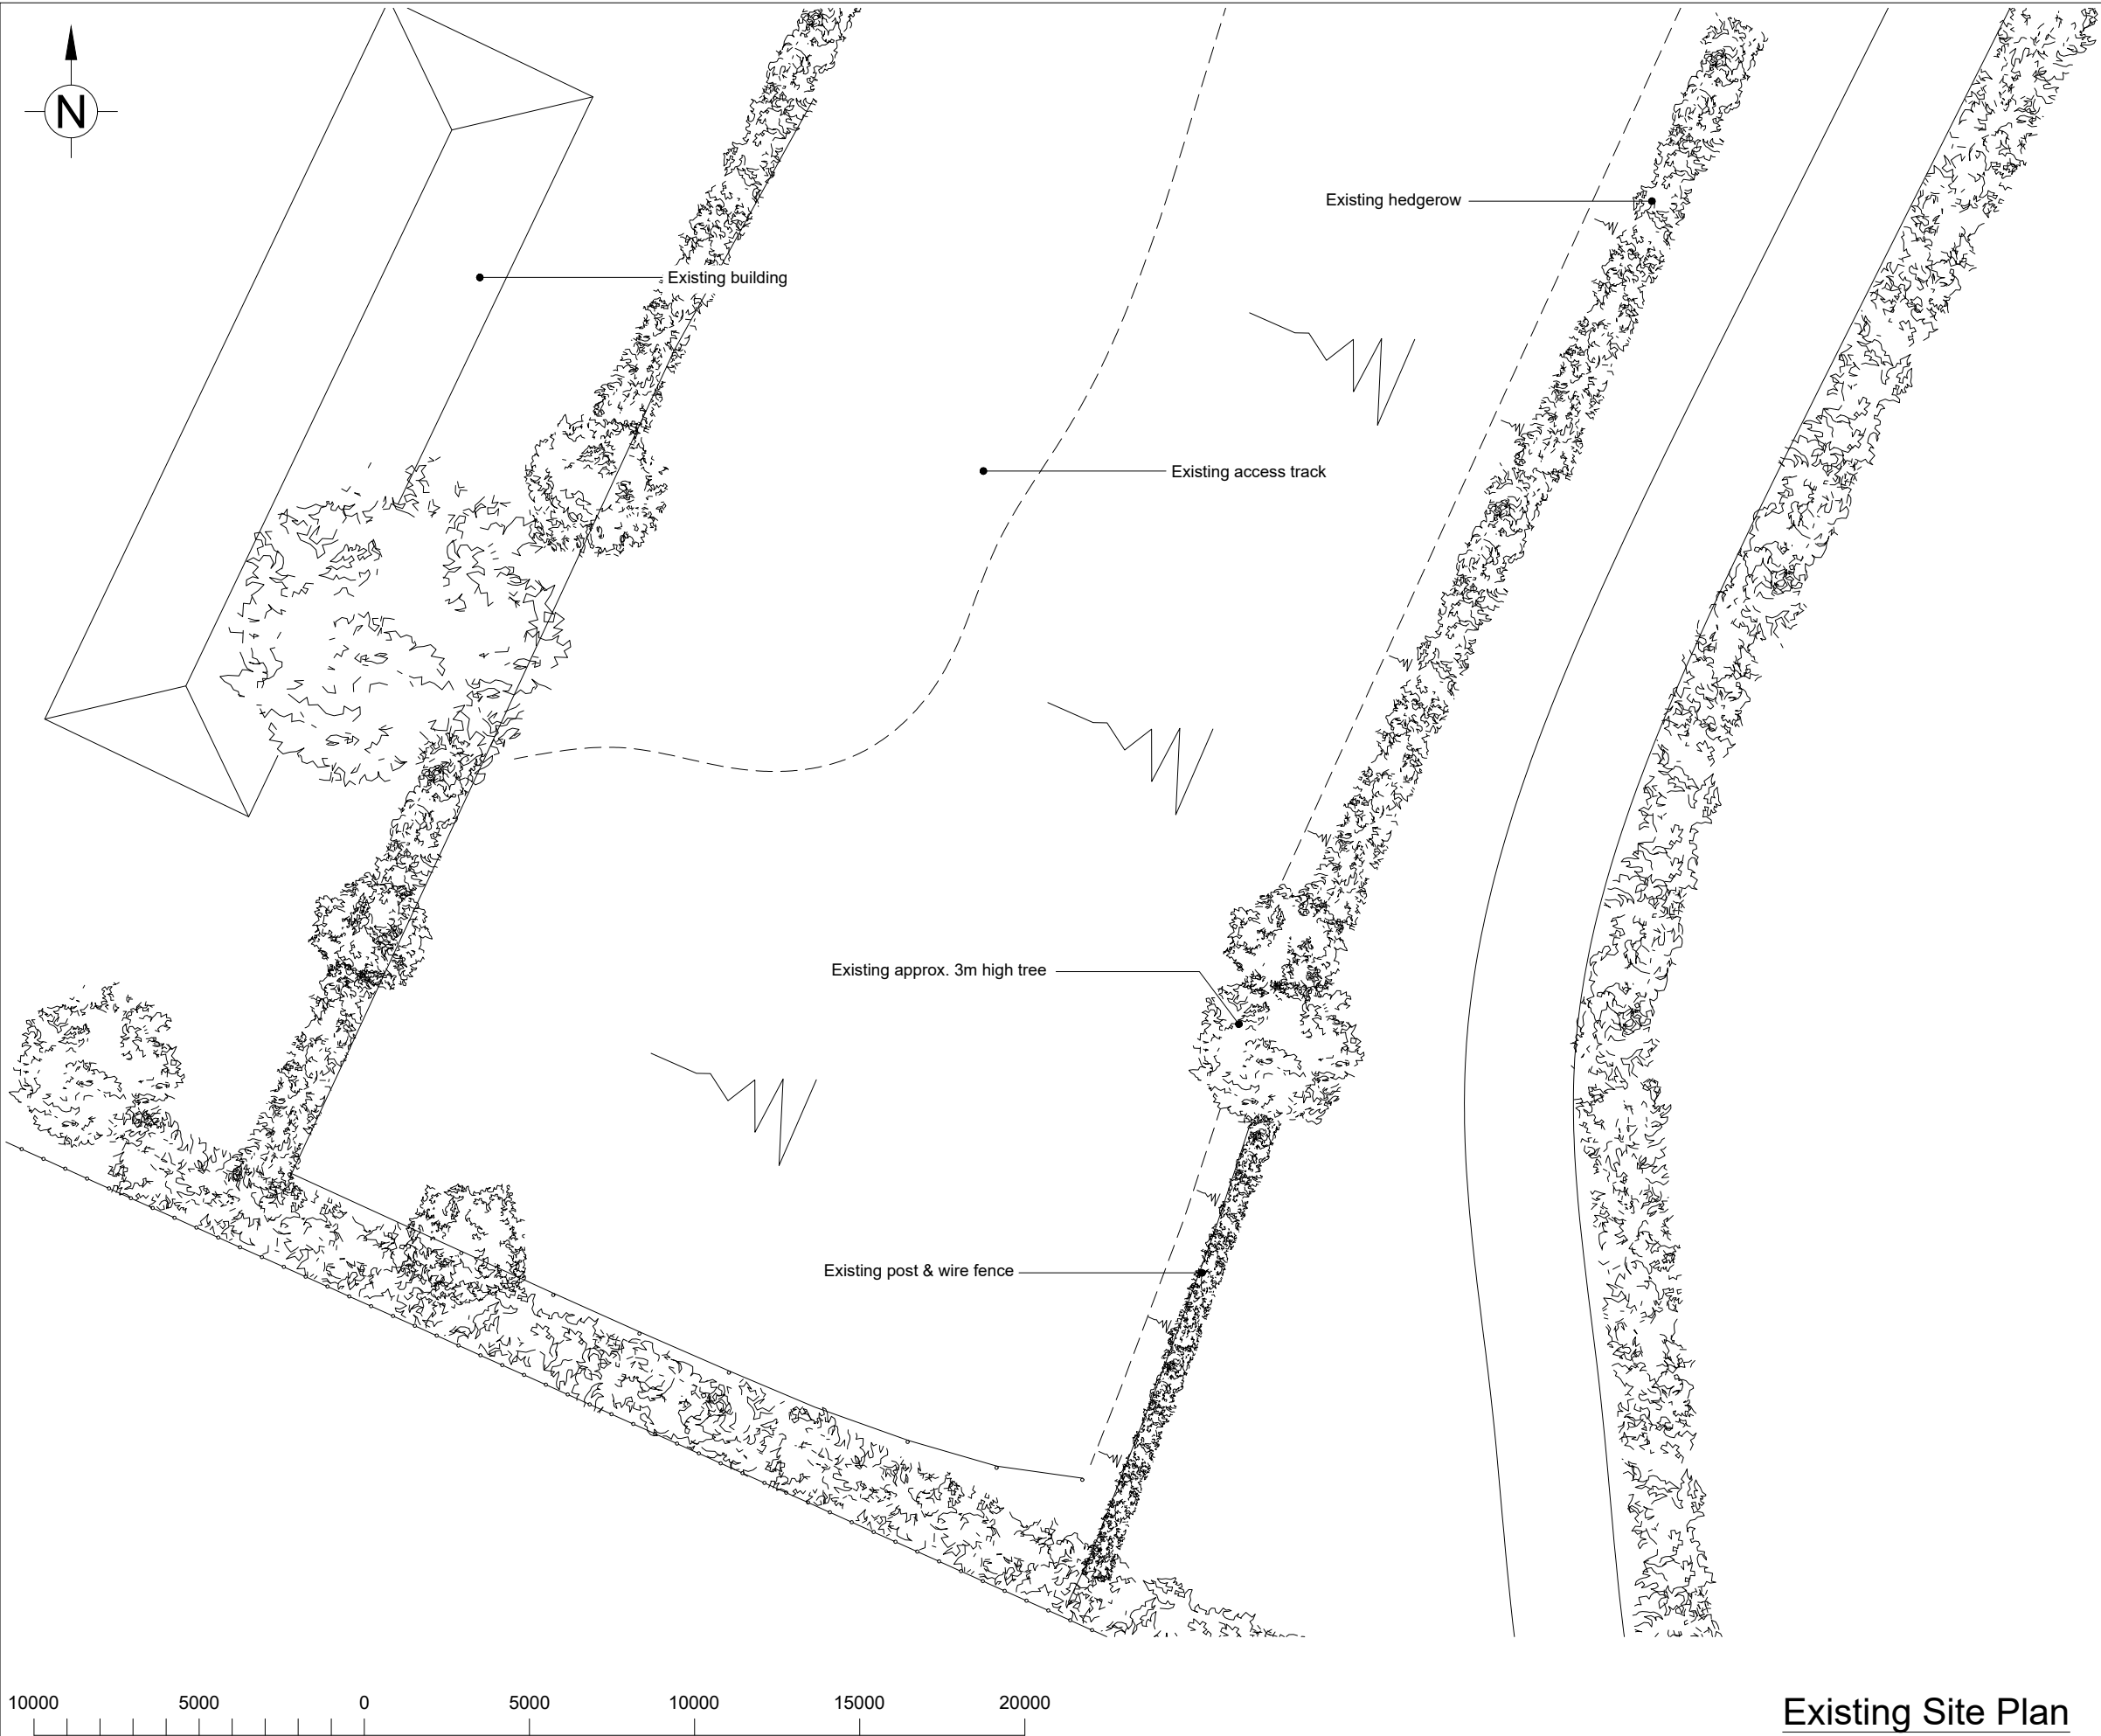 N
Existing hedgerow
Existing building
Existing access track
Existing approx. 3m high tree
Existing post & wire fence
10000 5000 0 5000 10000 15000 20000
Existing Site Plan